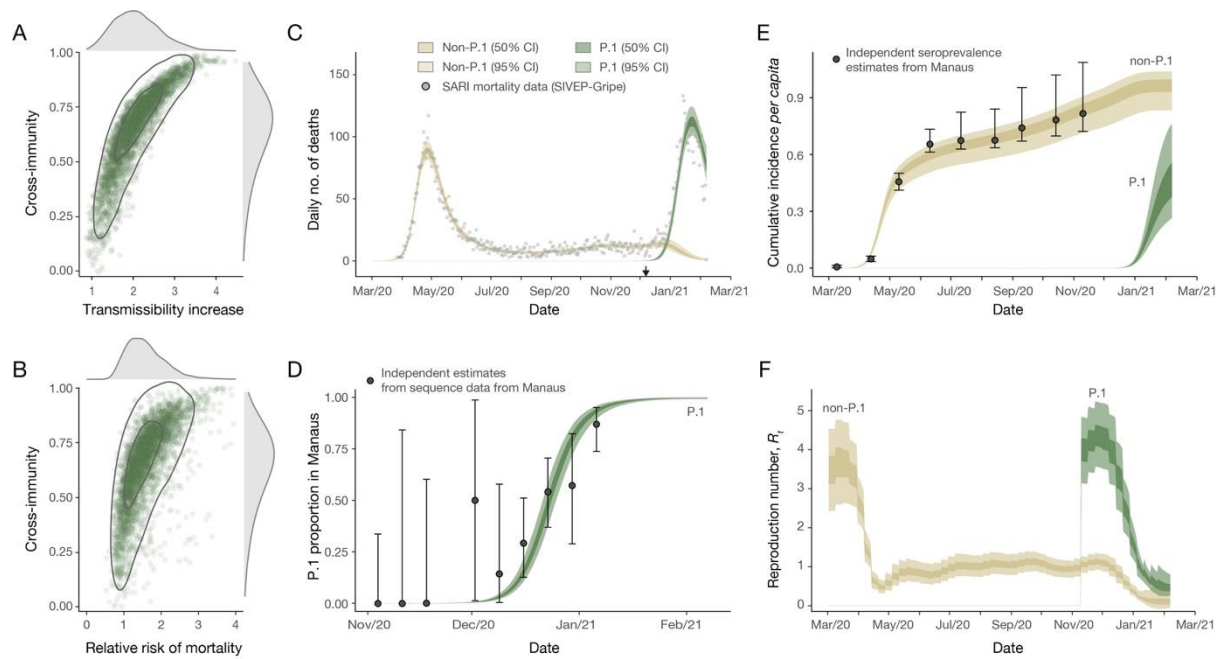 A
Cross-immunity
1.00
0.75
0.50
0.25
0.00
1
2
3
4
Transmissibility increase
B
Cross-immunity
1.00
0.75
0.50
0.25
0.00
0
1
2
3
4
Relative risk of mortality
C
Non-P.1 (50% CI)
P.1 (50% CI)
Non-P.1 (95% CI)
P.1 (95% CI)
SARI mortality data (SIVEP-Gripe)
Daily no. of deaths
150
100
50
0
Mar/20
May/20
Jul/20
Sep/20
Nov/20
Jan/21
Mar/21
Date
D
Independent estimates
from sequence data from Manaus
P.1
P.1 proportion in Manaus
1.00
0.75
0.50
0.25
0.00
Nov/20
Dec/20
Jan/21
Feb/21
Date
E
Independent seroprevalence
estimates from Manaus
non-P.1
P.1
Cumulative incidence per capita
0.9
0.6
0.3
0.0
Mar/20
May/20
Jul/20
Sep/20
Nov/20
Jan/21
Mar/21
Date
F
non-P.1
P.1
Reproduction number, Rt
5
4
3
2
1
0
Mar/20
May/20
Jul/20
Sep/20
Nov/20
Jan/21
Mar/21
Date